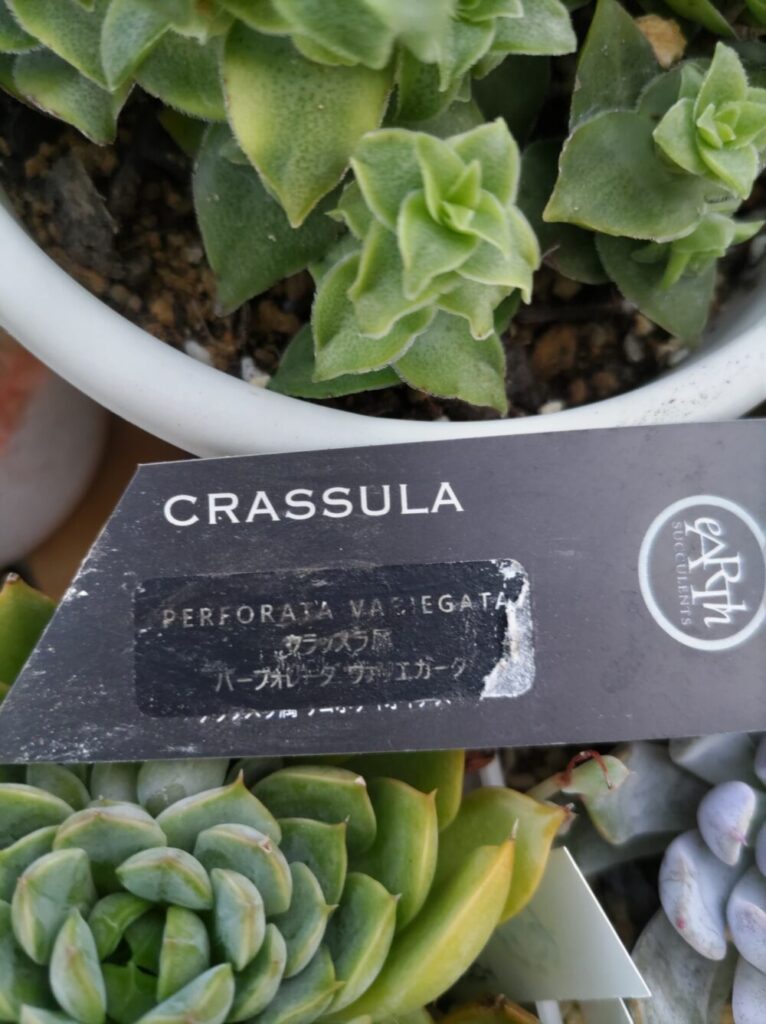 CRASSULA
PERFORATA VARIEGATA
クラッスラ属
パーフォレータ ヴァリエガータ
eARTh
SUCCULENTS